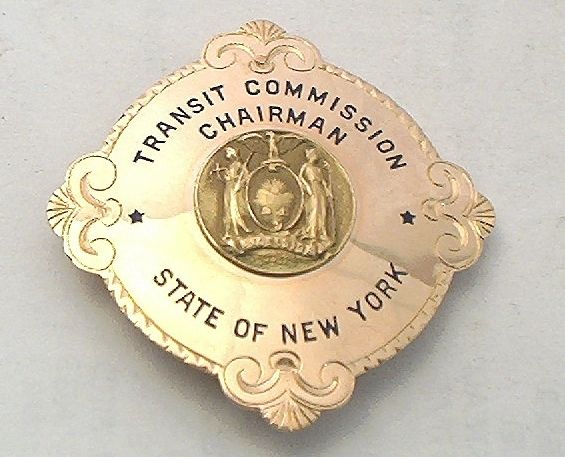 TRANSIT COMMISSION
CHAIRMAN
STATE OF NEW YORK